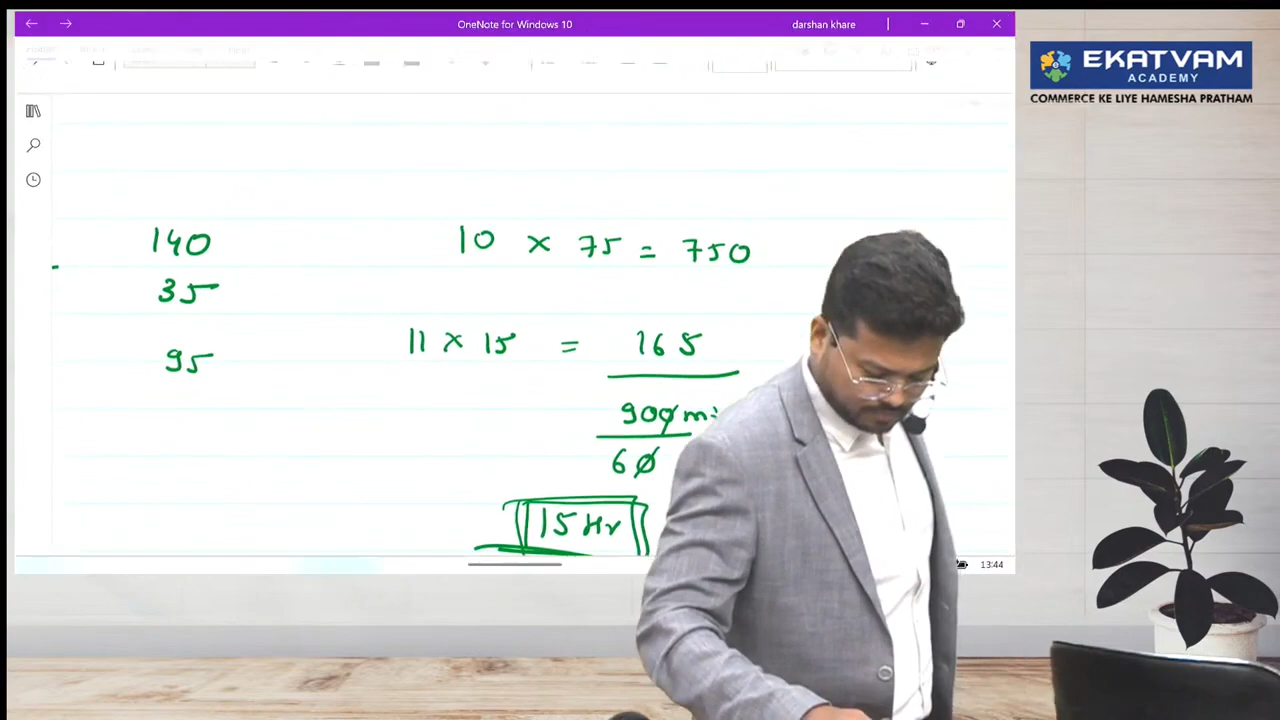 OneNote for Windows 10
darshan khare
EKATVAM
ACADEMY
COMMERCE KE LIYE HAMESHA PRATHAM
140
35
95
10 × 75 = 750
11 × 15 = 165
900
60
15 Hr
13:44